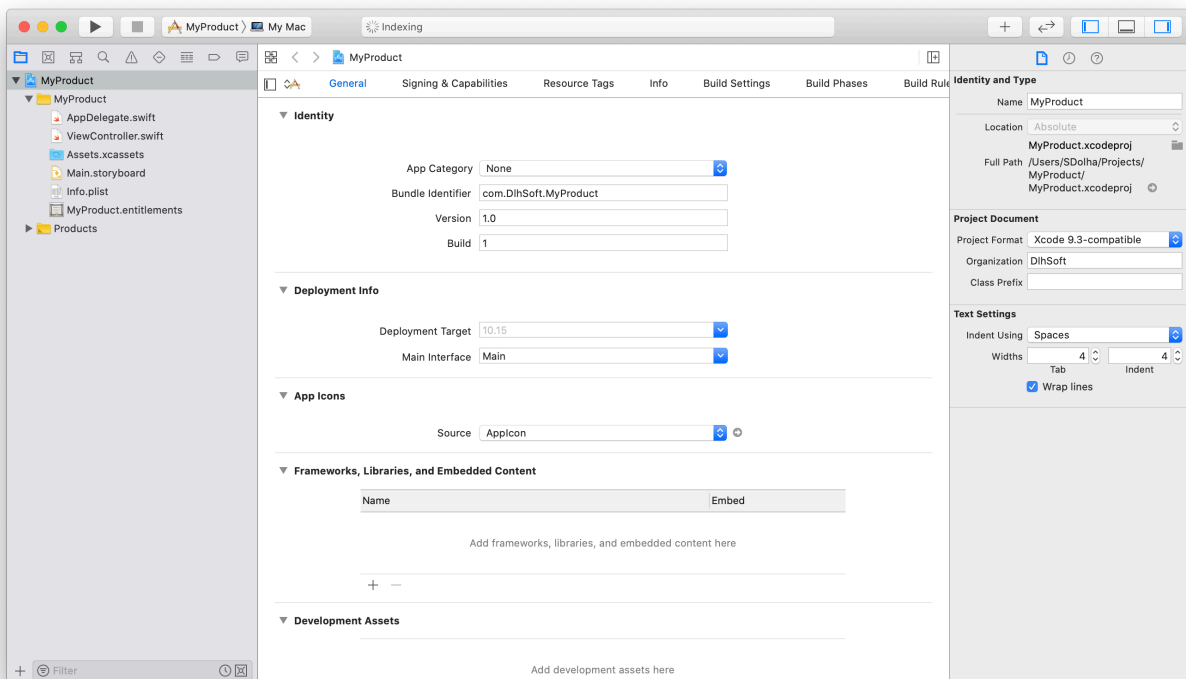 MyProduct 〉 My Mac
Indexing
MyProduct
MyProduct
AppDelegate.swift
ViewController.swift
Assets.xcassets
Main.storyboard
Info.plist
MyProduct.entitlements
Products
Filter
MyProduct
General Signing & Capabilities Resource Tags Info Build Settings Build Phases Build Rule
Identity
App Category None
Bundle Identifier com.DlhSoft.MyProduct
Version 1.0
Build 1
Deployment Info
Deployment Target 10.15
Main Interface Main
App Icons
Source AppIcon
Frameworks, Libraries, and Embedded Content
Name Embed
Add frameworks, libraries, and embedded content here
Development Assets
Add development assets here
Identity and Type
Name MyProduct
Location Absolute
MyProduct.xcodeproj
Full Path /Users/SDolha/Projects/
MyProduct/
MyProduct.xcodeproj
Project Document
Project Format Xcode 9.3-compatible
Organization DlhSoft
Class Prefix
Text Settings
Indent Using Spaces
Widths 4 4
Tab Indent
Wrap lines